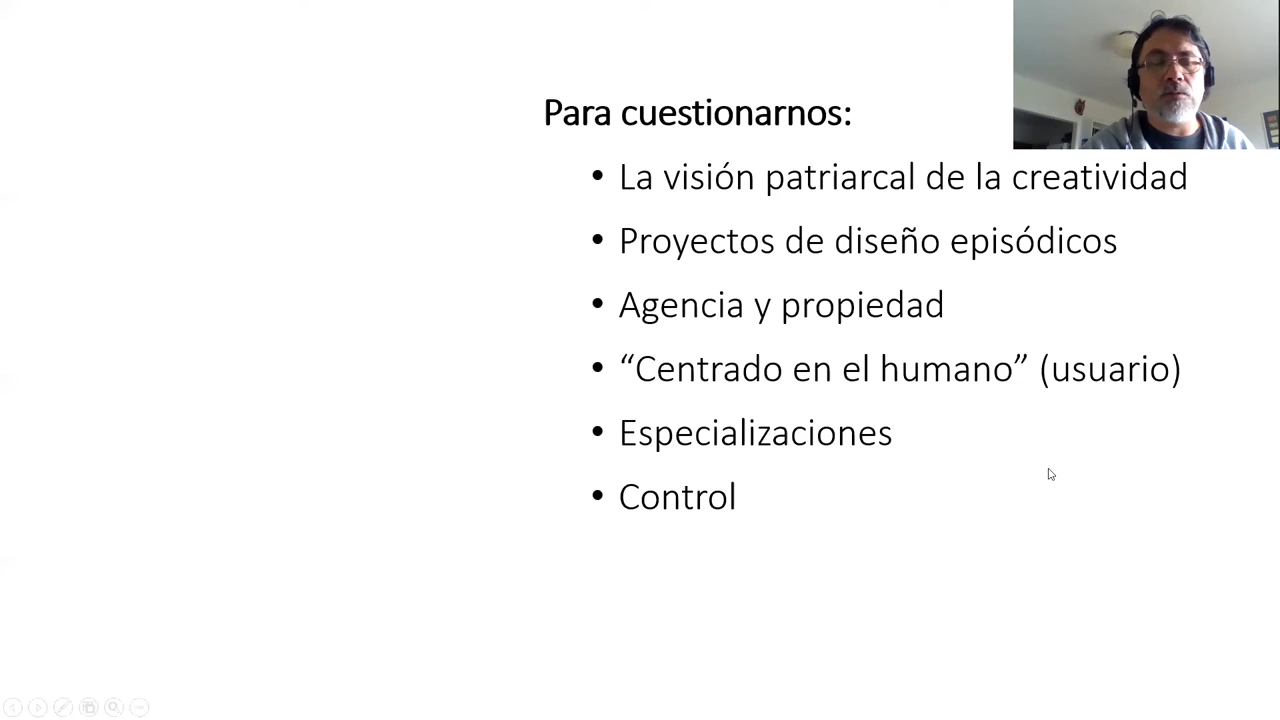 Para cuestionarnos:
• La visión patriarcal de la creatividad
• Proyectos de diseño episódicos
• Agencia y propiedad
• “Centrado en el humano” (usuario)
• Especializaciones
• Control